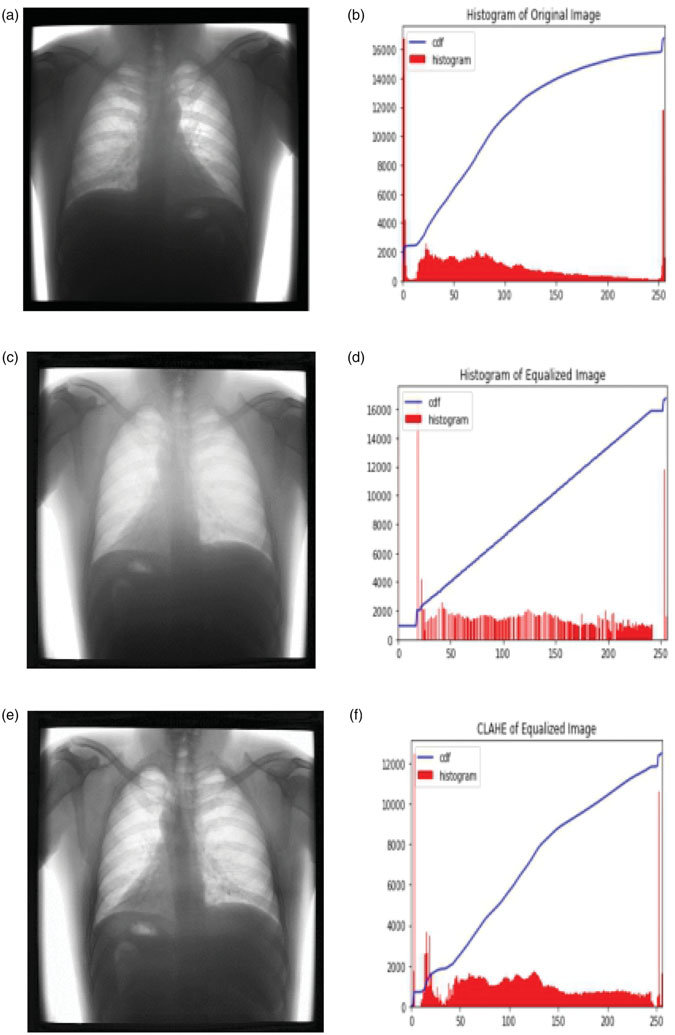 (a)
(b)
Histogram of Original Image
cdf
histogram
16000
14000
12000
10000
8000
6000
4000
2000
0
0 50 100 150 200 250
(c)
(d)
Histogram of Equalized Image
cdf
histogram
16000
14000
12000
10000
8000
6000
4000
2000
0
0 50 100 150 200 250
(e)
(f)
CLAHE of Equalized Image
cdf
histogram
12000
10000
8000
6000
4000
2000
0
0 50 100 150 200 250